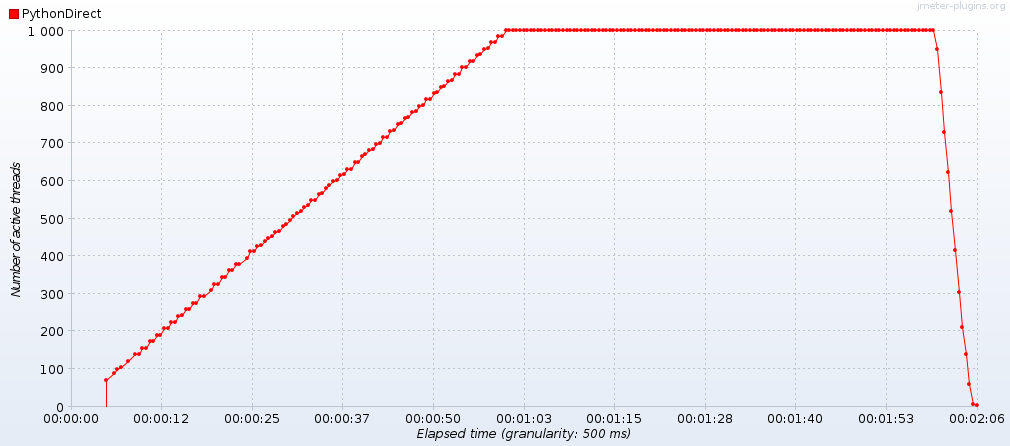 jmeter-plugins.org
PythonDirect
1 000
900
800
700
600
500
400
300
200
100
0
Number of active threads
00:00:00 00:00:12 00:00:25 00:00:37 00:00:50 00:01:03 00:01:15 00:01:28 00:01:40 00:01:53 00:02:06
Elapsed time (granularity: 500 ms)